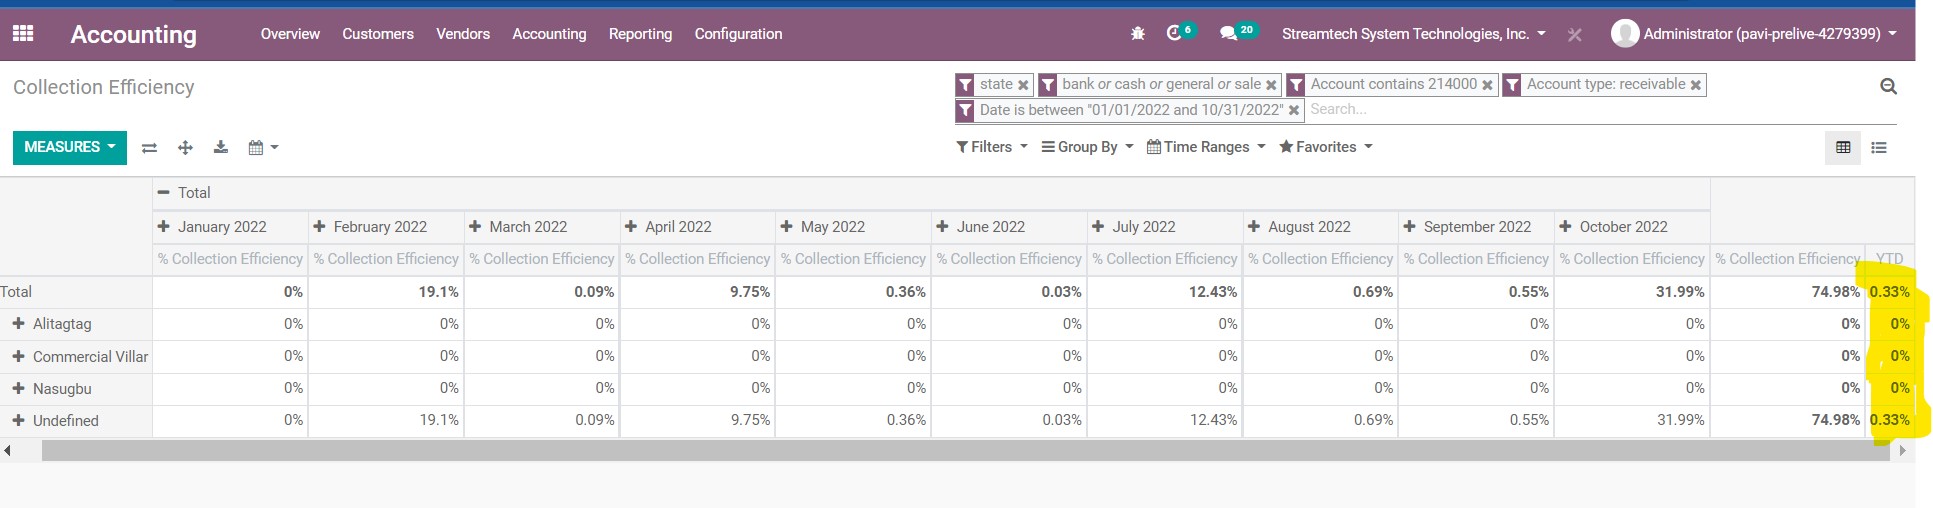 Accounting Overview Customers Vendors Accounting Reporting Configuration 6 20 Streamtech System Technologies, Inc. Administrator (pavi-prelive-4279399)
Collection Efficiency
state bank or cash or general or sale Account contains 214000 Account type: receivable
Date is between "01/01/2022 and 10/31/2022" Search...
MEASURES Filters Group By Time Ranges Favorites
Total
January 2022 February 2022 March 2022 April 2022 May 2022 June 2022 July 2022 August 2022 September 2022 October 2022
% Collection Efficiency % Collection Efficiency % Collection Efficiency % Collection Efficiency % Collection Efficiency % Collection Efficiency % Collection Efficiency % Collection Efficiency % Collection Efficiency % Collection Efficiency % Collection Efficiency YTD
Total 0% 19.1% 0.09% 9.75% 0.36% 0.03% 12.43% 0.69% 0.55% 31.99% 74.98% 0.33%
Alitagtag 0% 0% 0% 0% 0% 0% 0% 0% 0% 0% 0% 0%
Commercial Villar 0% 0% 0% 0% 0% 0% 0% 0% 0% 0% 0% 0%
Nasugbu 0% 0% 0% 0% 0% 0% 0% 0% 0% 0% 0% 0%
Undefined 0% 19.1% 0.09% 9.75% 0.36% 0.03% 12.43% 0.69% 0.55% 31.99% 74.98% 0.33%